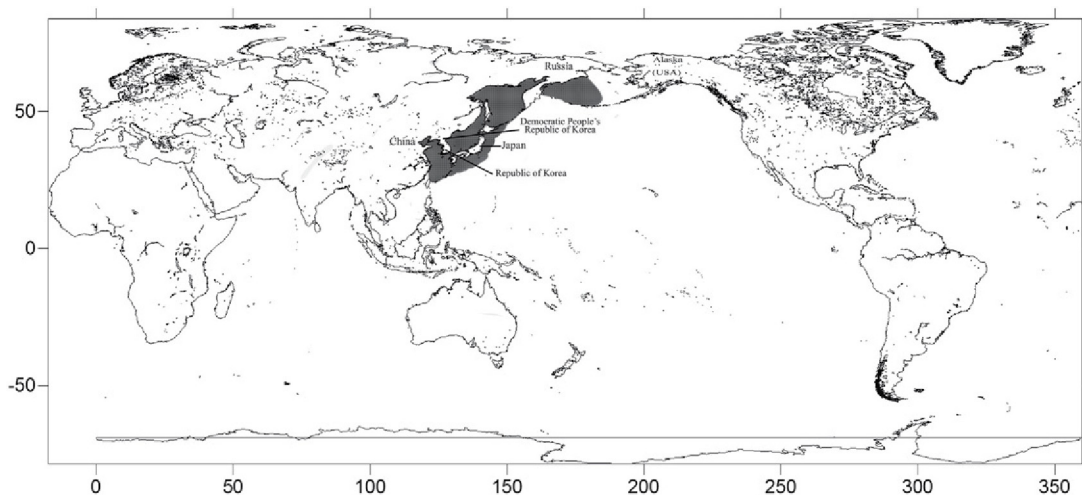 Alaska
(USA)
Russia
50
Democratic People's
Republic of Korea
China
Japan
Republic of Korea
0
-50
0
50
100
150
200
250
300
350